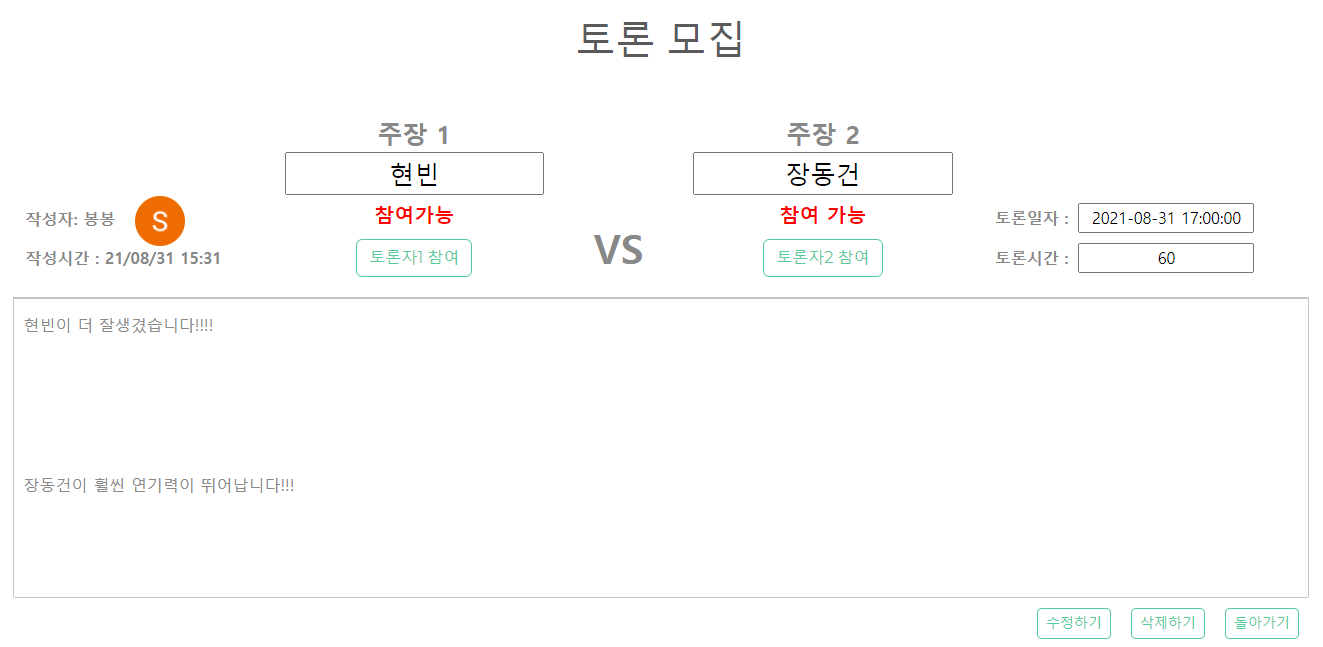 토론 모집
주장 1
주장 2
현빈
장동건
작성자: 봉봉
S
참여가능
참여 가능
토론일자 :
2021-08-31 17:00:00
작성시간 : 21/08/31 15:31
토론자1 참여
VS
토론자2 참여
토론시간 :
60
현빈이 더 잘생겼습니다!!!!
장동건이 훨씬 연기력이 뛰어납니다!!!
수정하기
삭제하기
돌아가기